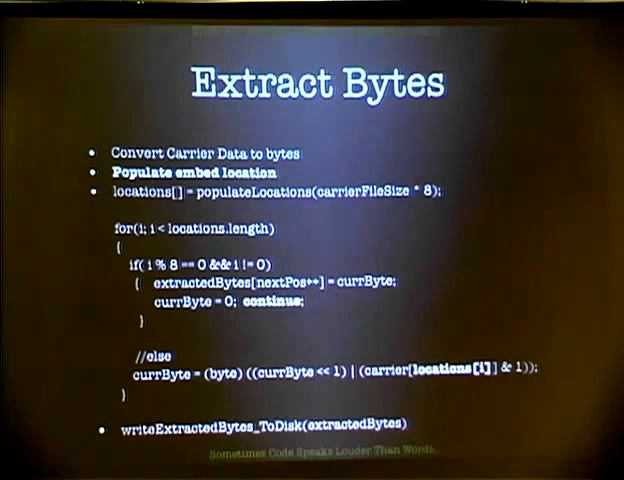 Extract Bytes
• Convert Carrier Data to bytes
• Populate embed location
• locations[] = populateLocations(carrierFileSize * 8);
for(i; i < locations.length)
{
if( i % 8 == 0 && i != 0)
{ extractedBytes[nextPos++] = currByte;
currByte = 0; continue;
}
//else
currByte = (byte) ((currByte << 1) | (carrier[locations[i]] & 1));
}
• writeExtractedBytes_ToDisk(extractedBytes)
Sometimes Code Speaks Louder Than Words